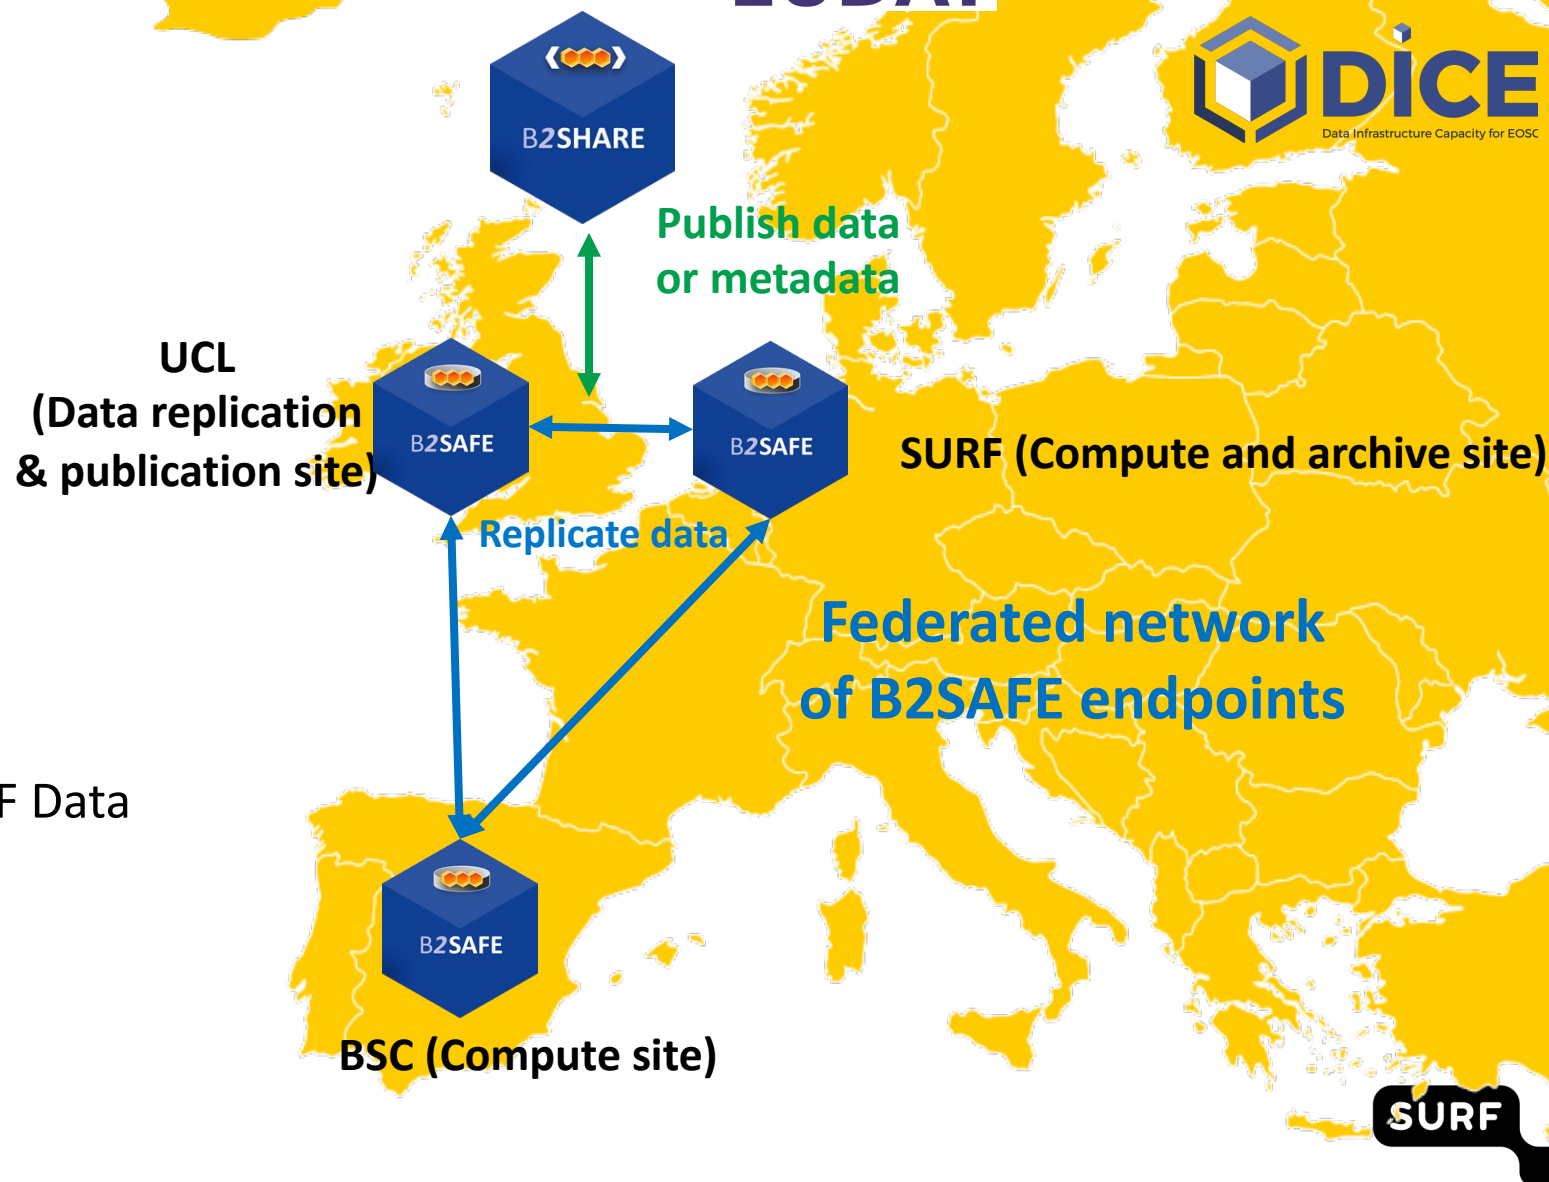 EUDAT
DICE
Data Infrastructure Capacity for EOSC
B2SHARE
Publish data
or metadata
UCL
(Data replication
& publication site)
B2SAFE
B2SAFE
SURF (Compute and archive site)
Replicate data
Federated network
of B2SAFE endpoints
F Data
B2SAFE
BSC (Compute site)
SURF